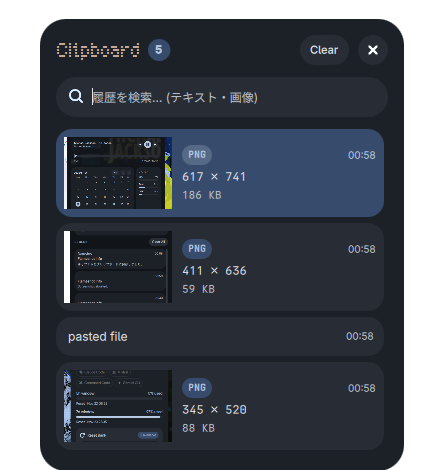 Clipboard 5 Clear ×
履歴を検索... (テキスト・画像)
PNG 00:58
617 × 741
186 KB
PNG 00:58
411 × 636
59 KB
pasted file 00:58
PNG 00:58
345 × 520
88 KB